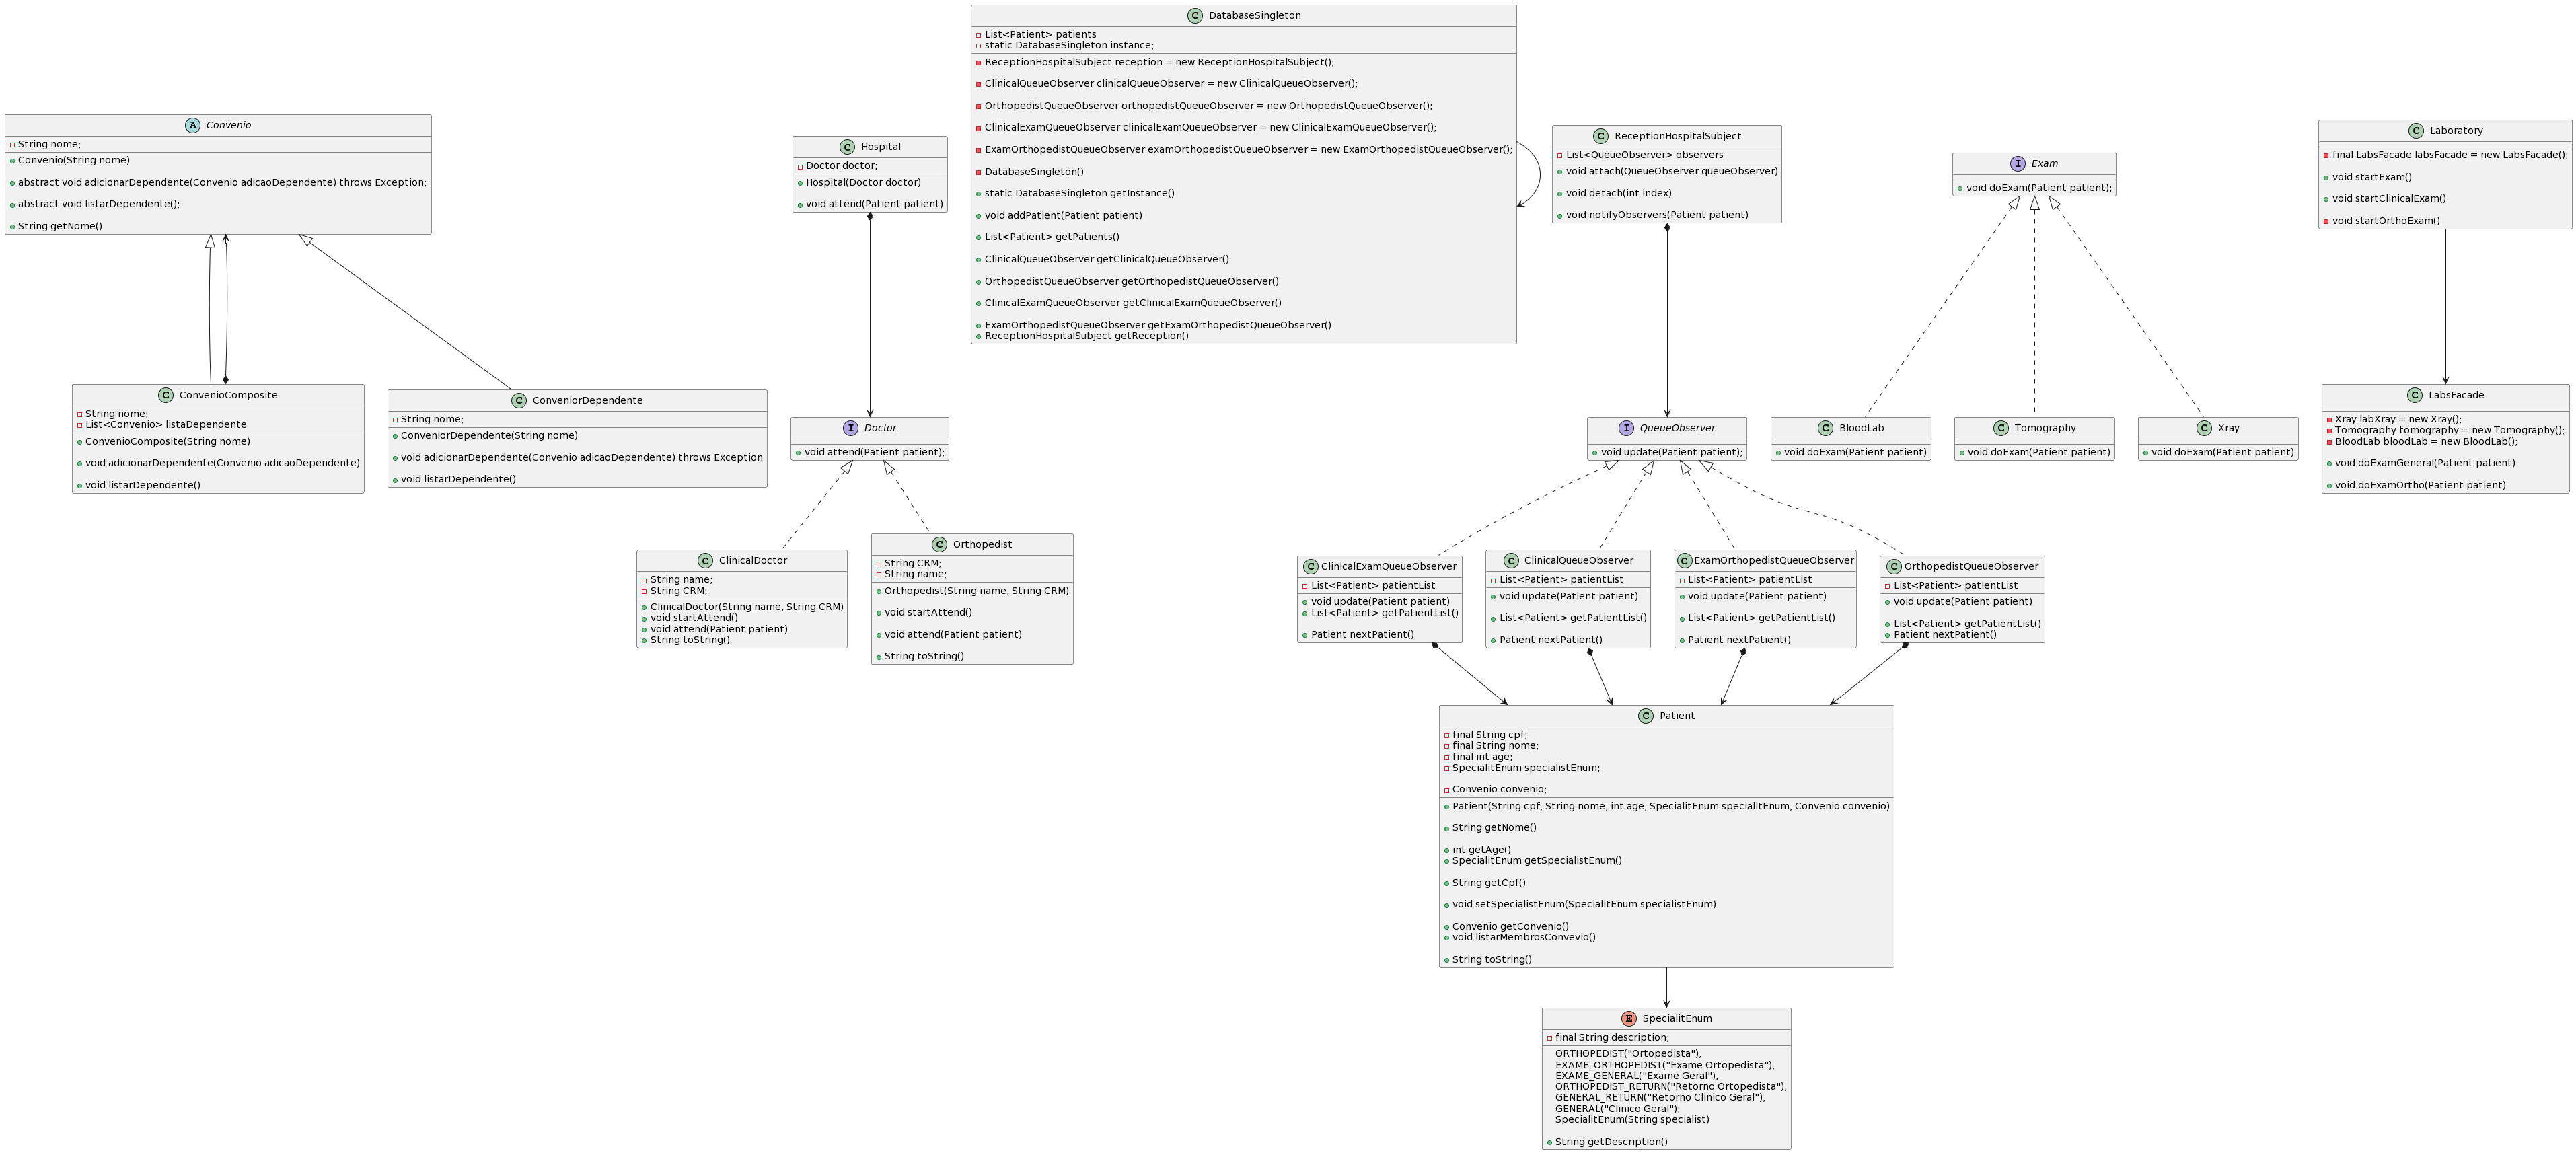 Convenio
String nome;
Convenio(String nome)
abstract void adicionarDependente(Convenio adicaoDependente) throws Exception;
abstract void listarDependente();
String getNome()
Hospital
Doctor doctor;
Hospital(Doctor doctor)
void attend(Patient patient)
DatabaseSingleton
List<Patient> patients
static DatabaseSingleton instance;
ReceptionHospitalSubject reception = new ReceptionHospitalSubject();
ClinicalQueueObserver clinicalQueueObserver = new ClinicalQueueObserver();
OrthopedistQueueObserver orthopedistQueueObserver = new OrthopedistQueueObserver();
ClinicalExamQueueObserver clinicalExamQueueObserver = new ClinicalExamQueueObserver();
ExamOrthopedistQueueObserver examOrthopedistQueueObserver = new ExamOrthopedistQueueObserver();
DatabaseSingleton()
static DatabaseSingleton getInstance()
void addPatient(Patient patient)
List<Patient> getPatients()
ClinicalQueueObserver getClinicalQueueObserver()
OrthopedistQueueObserver getOrthopedistQueueObserver()
ClinicalExamQueueObserver getClinicalExamQueueObserver()
ExamOrthopedistQueueObserver getExamOrthopedistQueueObserver()
ReceptionHospitalSubject getReception()
ReceptionHospitalSubject
List<QueueObserver> observers
void attach(QueueObserver queueObserver)
void detach(int index)
void notifyObservers(Patient patient)
Exam
void doExam(Patient patient);
Laboratory
final LabsFacade labsFacade = new LabsFacade();
void startExam()
void startClinicalExam()
void startOrthoExam()
ConvenioComposite
String nome;
List<Convenio> listaDependente
ConvenioComposite(String nome)
void adicionarDependente(Convenio adicaoDependente)
void listarDependente()
ConveniorDependente
String nome;
ConveniorDependente(String nome)
void adicionarDependente(Convenio adicaoDependente) throws Exception
void listarDependente()
Doctor
void attend(Patient patient);
QueueObserver
void update(Patient patient);
BloodLab
void doExam(Patient patient)
Tomography
void doExam(Patient patient)
Xray
void doExam(Patient patient)
LabsFacade
Xray labXray = new Xray();
Tomography tomography = new Tomography();
BloodLab bloodLab = new BloodLab();
void doExamGeneral(Patient patient)
void doExamOrtho(Patient patient)
ClinicalDoctor
String name;
String CRM;
ClinicalDoctor(String name, String CRM)
void startAttend()
void attend(Patient patient)
String toString()
Orthopedist
String CRM;
String name;
Orthopedist(String name, String CRM)
void startAttend()
void attend(Patient patient)
String toString()
ClinicalExamQueueObserver
List<Patient> patientList
void update(Patient patient)
List<Patient> getPatientList()
Patient nextPatient()
ClinicalQueueObserver
List<Patient> patientList
void update(Patient patient)
List<Patient> getPatientList()
Patient nextPatient()
ExamOrthopedistQueueObserver
List<Patient> patientList
void update(Patient patient)
List<Patient> getPatientList()
Patient nextPatient()
OrthopedistQueueObserver
List<Patient> patientList
void update(Patient patient)
List<Patient> getPatientList()
Patient nextPatient()
Patient
final String cpf;
final String nome;
final int age;
SpecialitEnum specialistEnum;
Convenio convenio;
Patient(String cpf, String nome, int age, SpecialitEnum specialitEnum, Convenio convenio)
String getNome()
int getAge()
SpecialitEnum getSpecialistEnum()
String getCpf()
void setSpecialistEnum(SpecialitEnum specialistEnum)
Convenio getConvenio()
void listarMembrosConvevio()
String toString()
SpecialitEnum
final String description;
ORTHOPEDIST("Ortopedista"),
EXAME_ORTHOPEDIST("Exame Ortopedista"),
EXAME_GENERAL("Exame Geral"),
ORTHOPEDIST_RETURN("Retorno Ortopedista"),
GENERAL_RETURN("Retorno Clinico Geral"),
GENERAL("Clinico Geral");
SpecialitEnum(String specialist)
String getDescription()